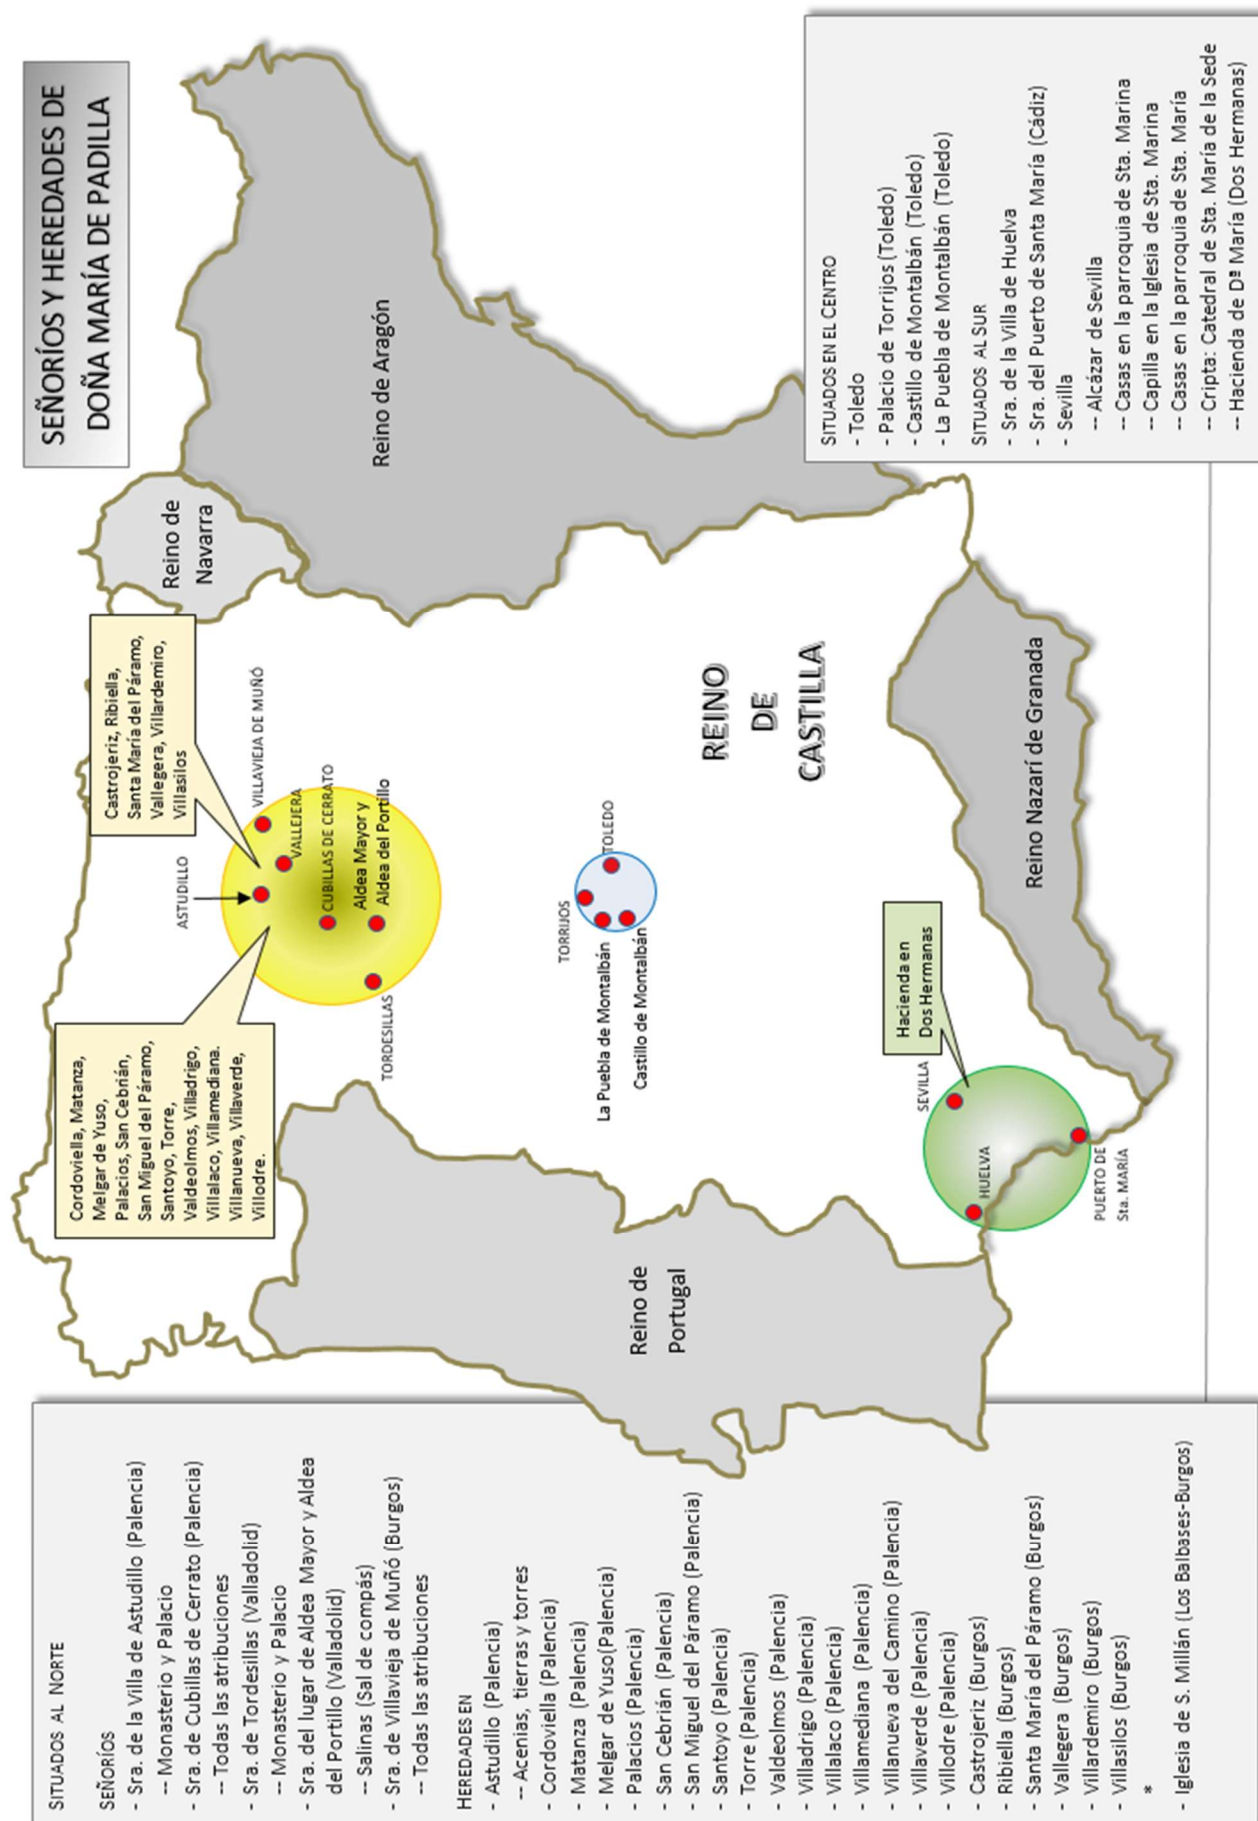 SEÑORÍOS Y HEREDADES DE
DOÑA MARÍA DE PADILLA
SITUADOS AL NORTE
SEÑORÍOS
- Sra. de la Villa de Astudillo (Palencia)
-- Monasterio y Palacio
- Sra. de Cubillas de Cerrato (Palencia)
-- Todas las atribuciones
- Sra. de Tordesillas (Valladolid)
-- Monasterio y Palacio
- Sra. del lugar de Aldea Mayor y Aldea
del Portillo (Valladolid)
-- Salinas (Sal de compás)
- Sra. de Villavieja de Muñó (Burgos)
-- Todas las atribuciones
HEREDADES EN
- Astudillo (Palencia)
-- Acenias, tierras y torres
- Cordoviella (Palencia)
- Matanza (Palencia)
- Melgar de Yuso(Palencia)
- Palacios (Palencia)
- San Cebrián (Palencia)
- San Miguel del Páramo (Palencia)
- Santoyo (Palencia)
- Torre (Palencia)
- Valdeolmos (Palencia)
- Villadrigo (Palencia)
- Villalaco (Palencia)
- Villamediana (Palencia)
- Villanueva del Camino (Palencia)
- Villaverde (Palencia)
- Villodre (Palencia)
- Castrojeriz (Burgos)
- Ribiella (Burgos)
- Santa María del Páramo (Burgos)
- Vallegera (Burgos)
- Villardemiro (Burgos)
- Villasilos (Burgos)
*
- Iglesia de S. Millán (Los Balbases-Burgos)
Cordoviella, Matanza,
Melgar de Yuso,
Palacios, San Cebrián,
San Miguel del Páramo,
Santoyo, Torre,
Valdeolmos, Villadrigo,
Villalaco, Villamediana.
Villanueva, Villaverde,
Villodre.
Castrojeriz, Ribiella,
Santa María del Páramo,
Vallegera, Villardemiro,
Villasilos
Reino de
Navarra
Reino de Aragón
ASTUDILLO
VILLAVIEJA DE MUÑÓ
VALLEJERA
CUBILLAS DE CERRATO
Aldea Mayor y
Aldea del Portillo
TORDESILLAS
TORRIJOS
TOLEDO
La Puebla de Montalbán
Castillo de Montalbán
REINO
DE
CASTILLA
Reino de
Portugal
Hacienda en
Dos Hermanas
SEVILLA
HUELVA
PUERTO DE
Sta. MARÍA
Reino Nazarí de Granada
SITUADOS EN EL CENTRO
- Toledo
- Palacio de Torrijos (Toledo)
- Castillo de Montalbán (Toledo)
- La Puebla de Montalbán (Toledo)
SITUADOS AL SUR
- Sra. de la Villa de Huelva
- Sra. del Puerto de Santa María (Cádiz)
- Sevilla
-- Alcázar de Sevilla
-- Casas en la parroquia de Sta. Marina
-- Capilla en la Iglesia de Sta. Marina
-- Casas en la parroquia de Sta. María
-- Cripta: Catedral de Sta. María de la Sede
-- Hacienda de Dª María (Dos Hermanas)